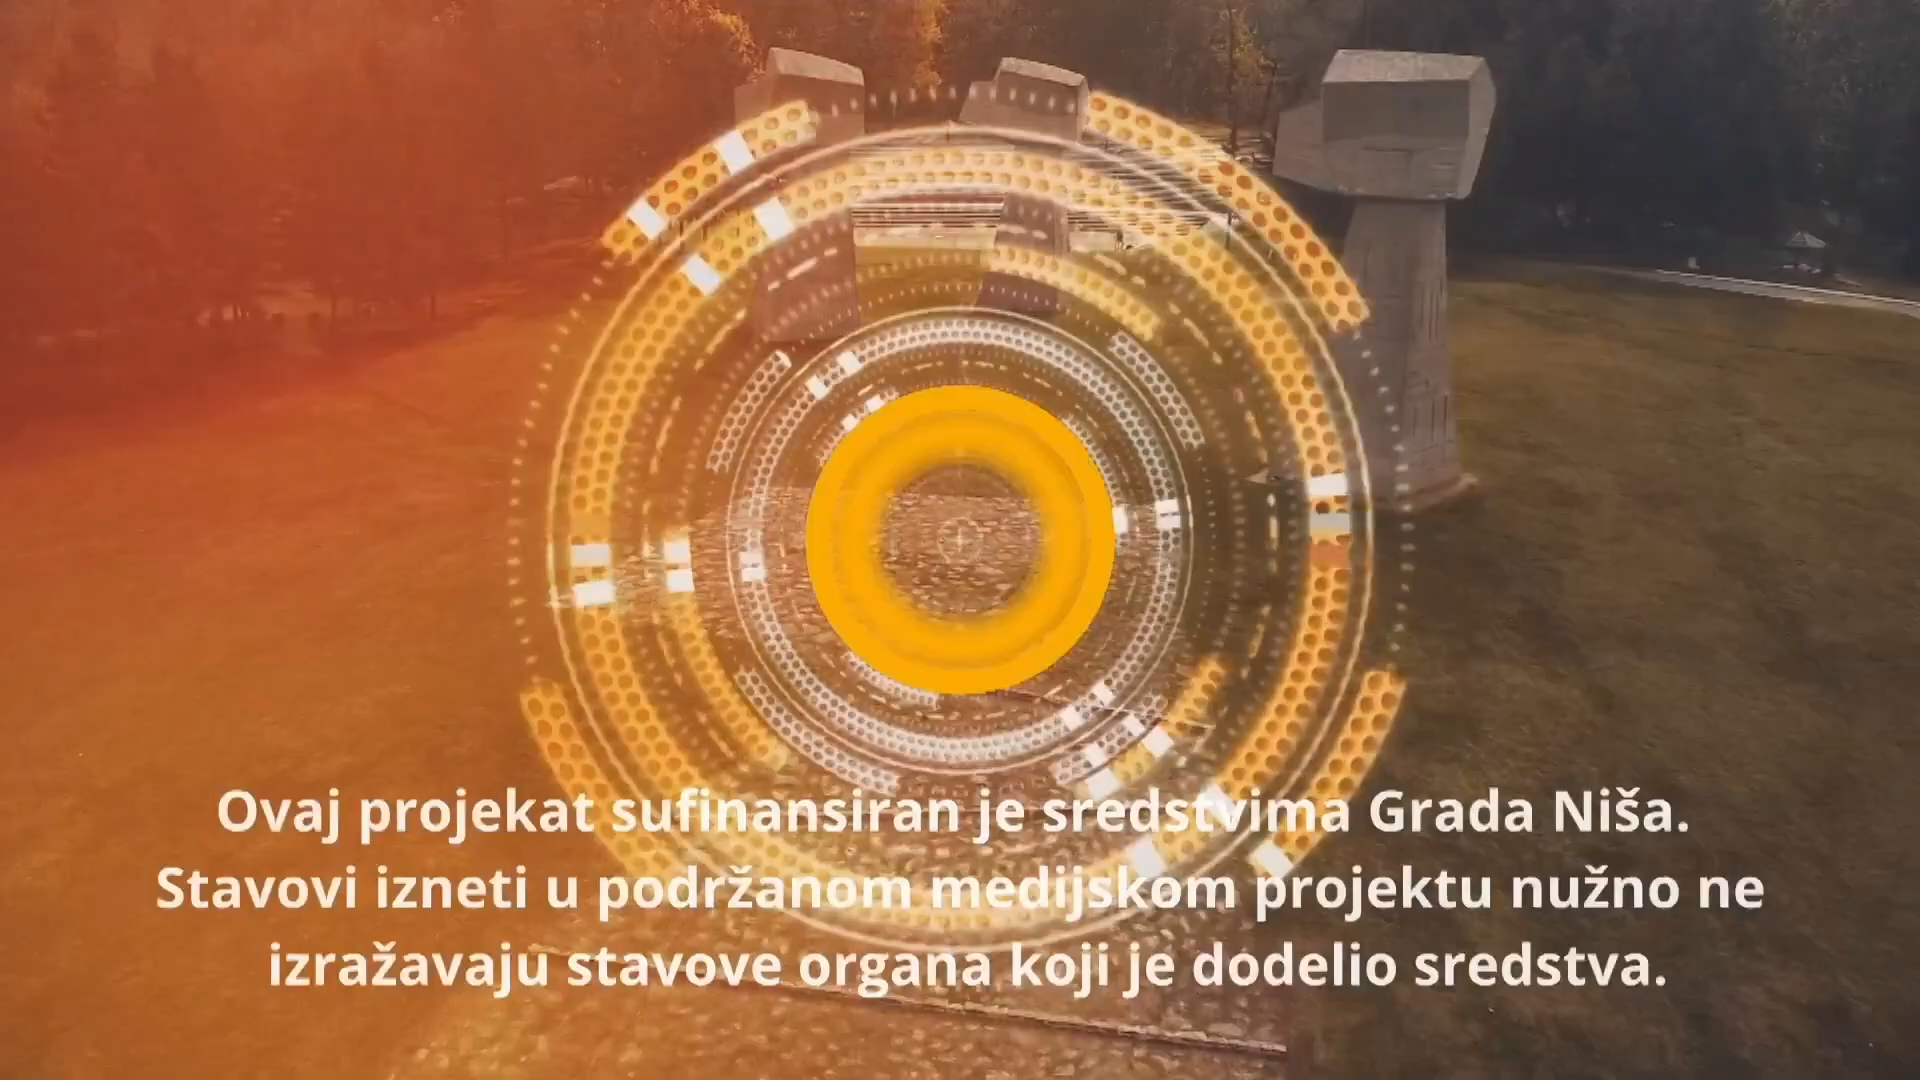 Ovaj projekat sufinansiran je sredstvima Grada Niša.
Stavovi izneti u podržanom medijskom projektu nužno ne
izražavaju stavove organa koji je dodelio sredstva.